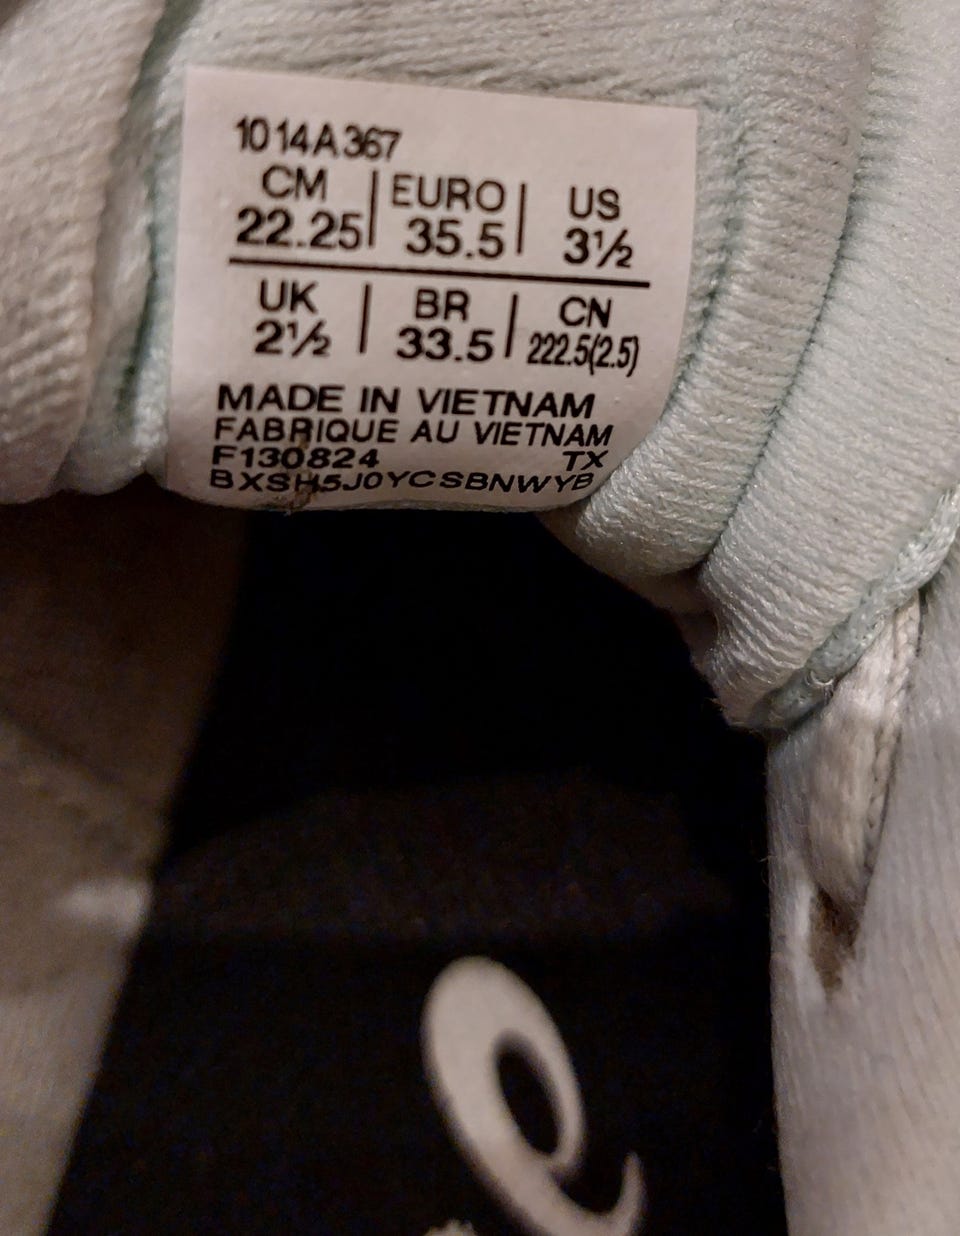 1014A367
CM | EURO | US
22.25 | 35.5 | 3½
UK | BR | CN
2½ | 33.5 | 222.5(2.5)
MADE IN VIETNAM
FABRIQUE AU VIETNAM
F130824 TX
BXSH5J0YCSBNWYB